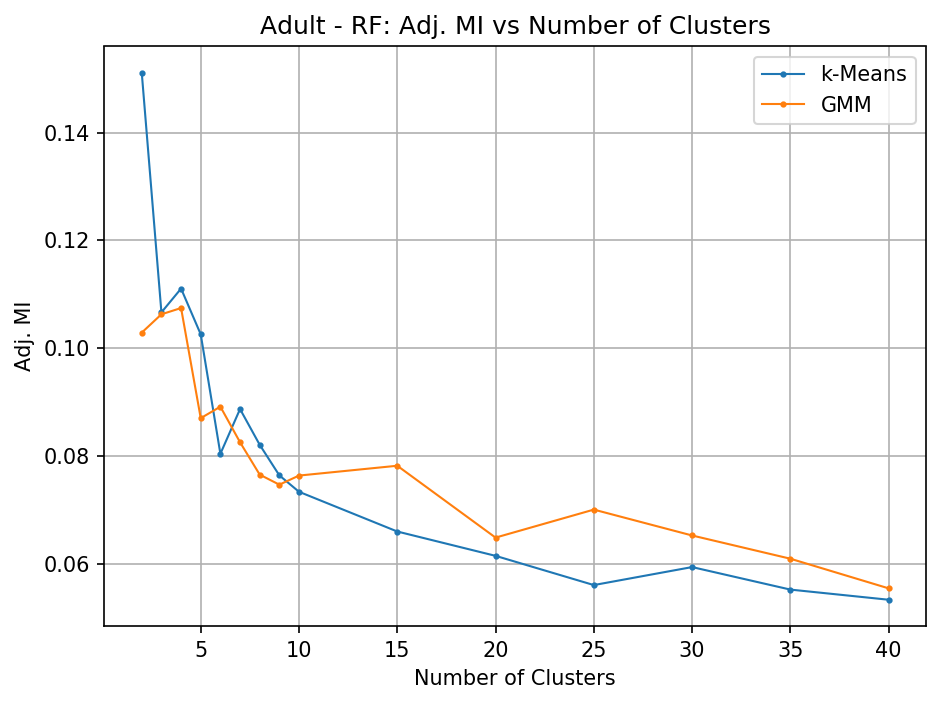 Adult - RF: Adj. MI vs Number of Clusters
k-Means
GMM
Adj. MI
0.14
0.12
0.10
0.08
0.06
5 10 15 20 25 30 35 40
Number of Clusters